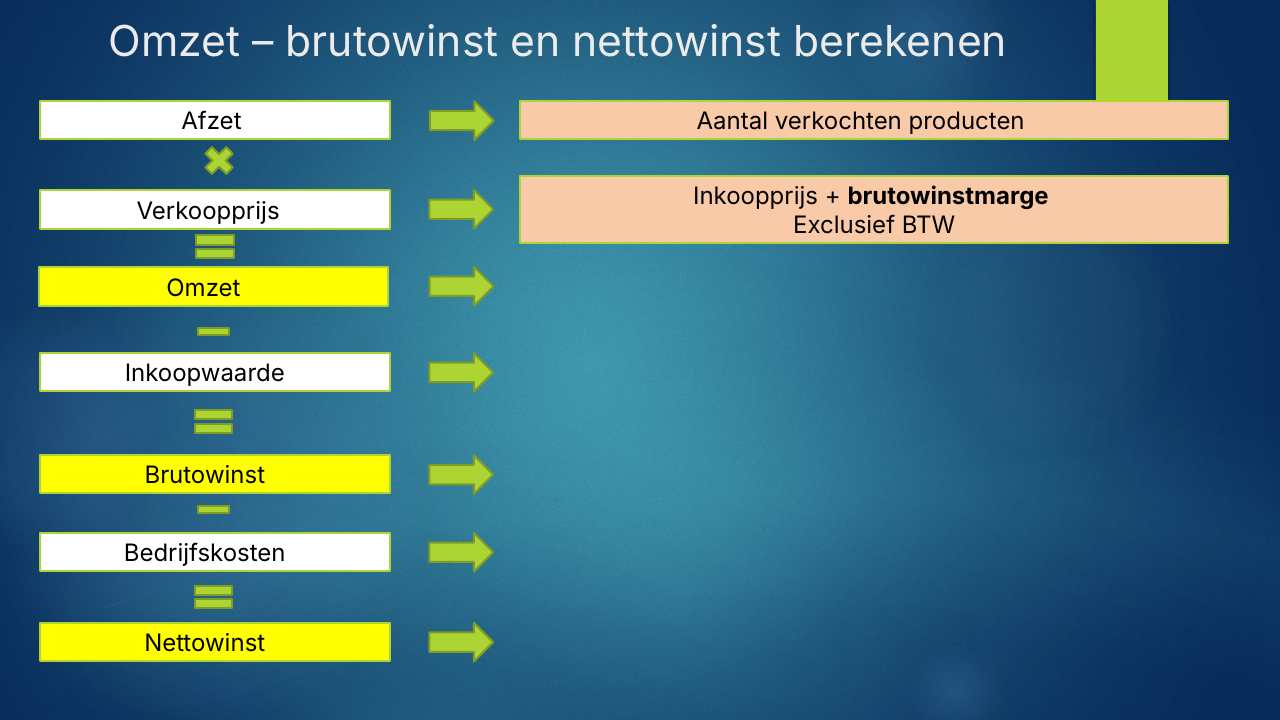 Omzet – brutowinst en nettowinst berekenen
Afzet
Aantal verkochten producten
Verkoopprijs
Inkoopprijs + brutowinstmarge
Exclusief BTW
Omzet
Inkoopwaarde
Brutowinst
Bedrijfskosten
Nettowinst